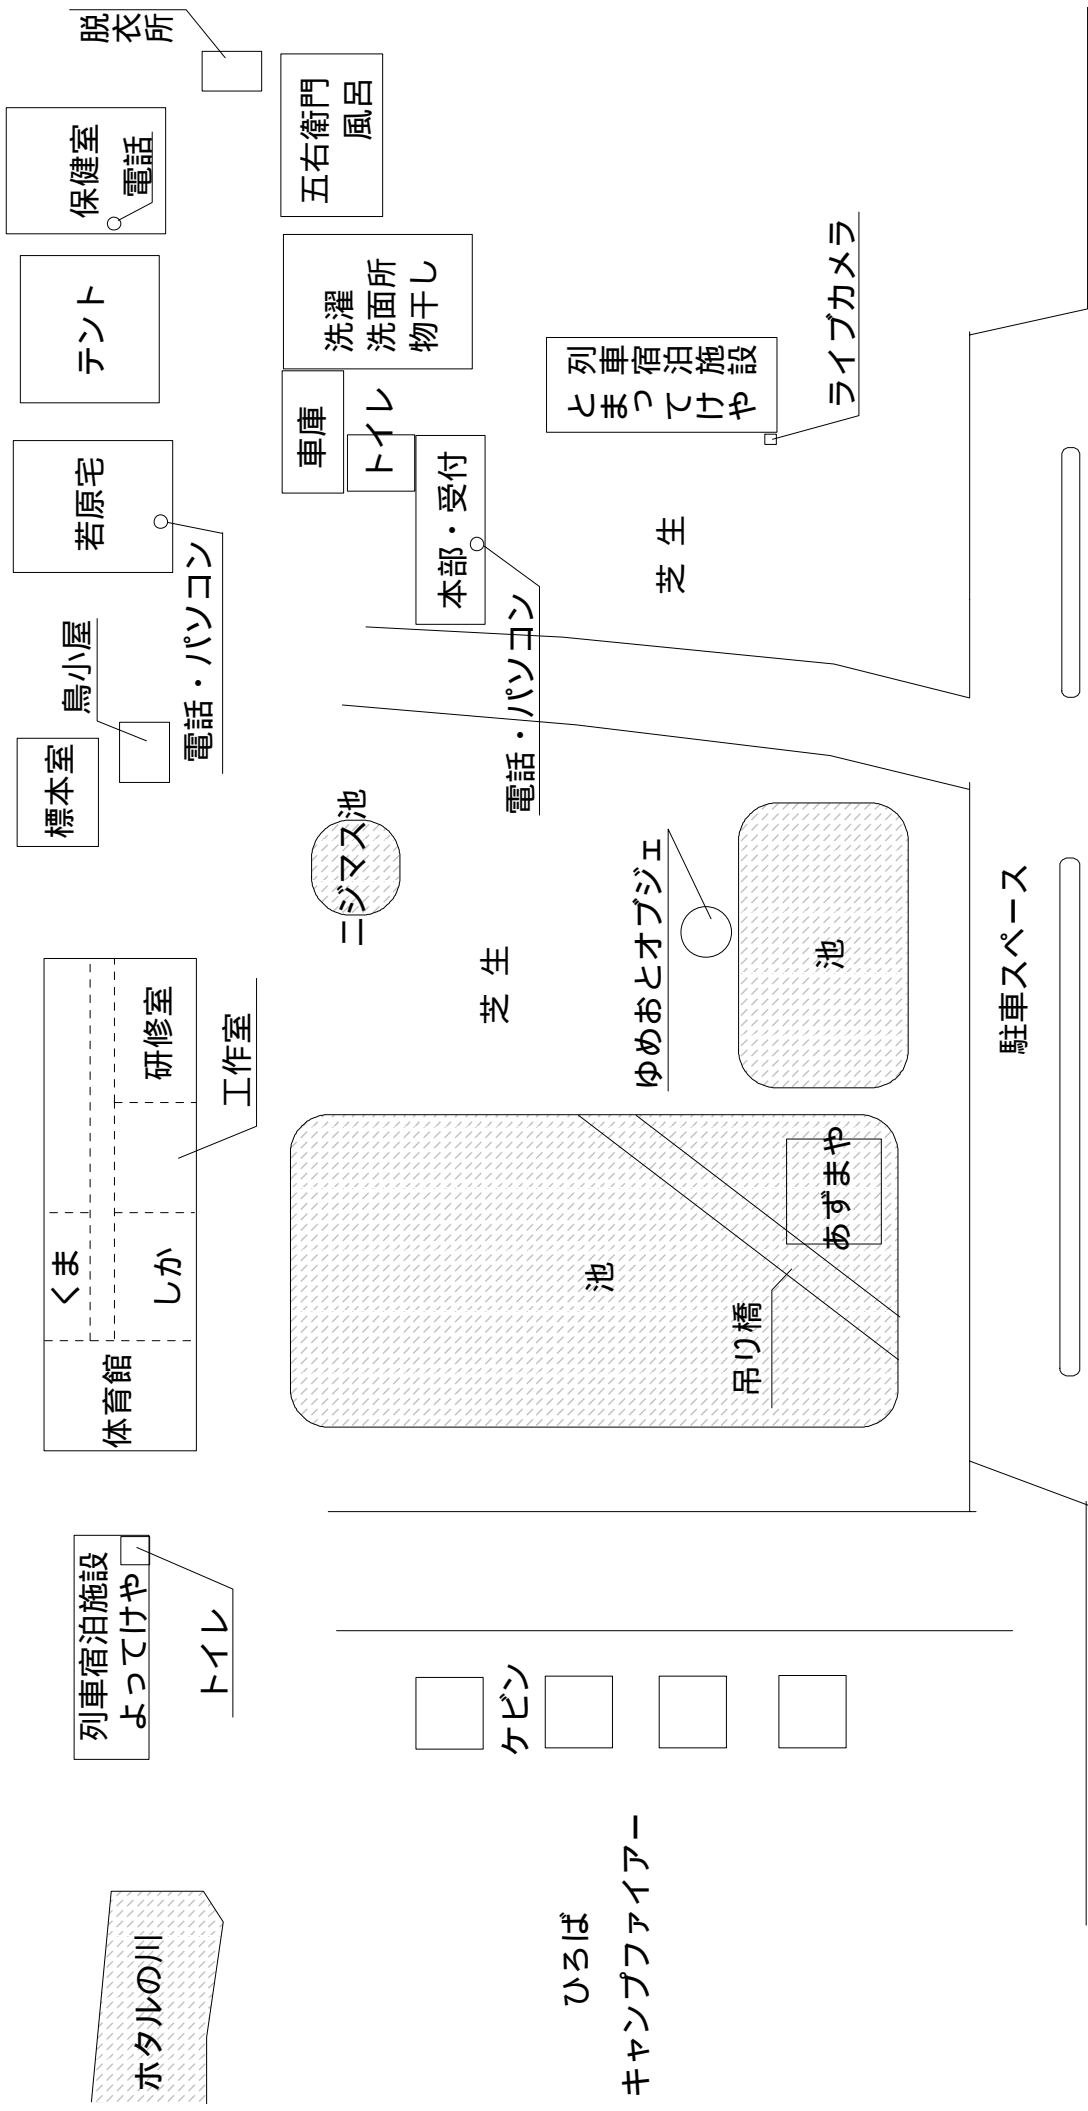 ホタルの川
列車宿泊施設
よってけや
トイレ
体育館
くま
しか
工作室
研修室
標本室
鳥小屋
電話・パソコン
若原宅
テント
保健室
電話
脱衣所
五右衛門
風呂
洗濯
洗面所
物干し
車庫
トイレ
本部・受付
電話・パソコン
ニジマス池
芝生
池
吊り橋
あずまや
ゆめおとオブジェ
池
芝生
列車宿泊施設
とまってけや
ライブカメラ
ケビン
ひろば
キャンプファイアー
駐車スペース